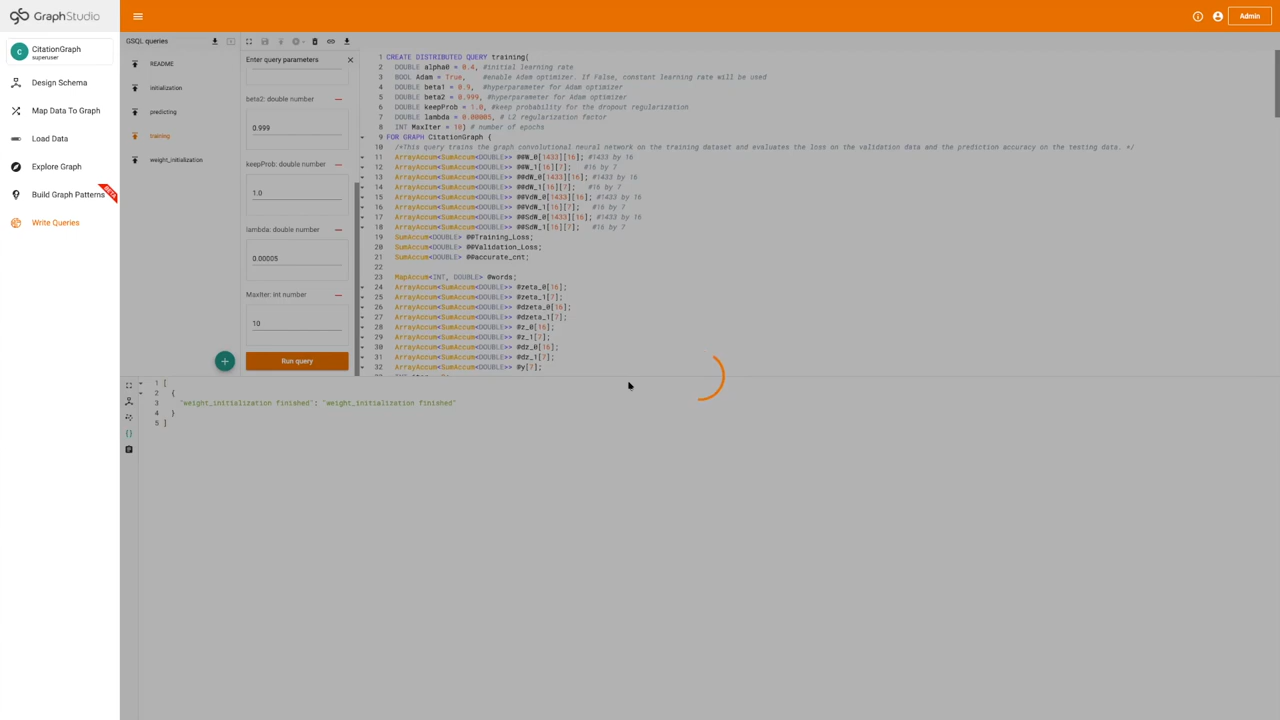 GraphStudio
Admin
C
CitationGraph
superuser
Design Schema
Map Data To Graph
Load Data
Explore Graph
Build Graph Patterns
BETA
Write Queries
GSQL queries
README
initialization
predicting
training
weight_initialization
Enter query parameters
beta2: double number
0.999
keepProb: double number
1.0
lambda: double number
0.00005
MaxIter: int number
10
Run query
1 CREATE DISTRIBUTED QUERY training(
2 DOUBLE alpha0 = 0.4, #initial learning rate
3 BOOL Adam = True, #enable Adam optimizer. If False, constant learning rate will be used
4 DOUBLE beta1 = 0.9, #hyperparameter for Adam optimizer
5 DOUBLE beta2 = 0.999, #hyperparameter for Adam optimizer
6 DOUBLE keepProb = 1.0, #keep probability for the dropout regularization
7 DOUBLE lambda = 0.00005, # L2 regularization factor
8 INT MaxIter = 10) # number of epochs
9 FOR GRAPH CitationGraph {
10 /*This query trains the graph convolutional neural network on the training dataset and evaluates the loss on the validation data and the prediction accuracy on the testing data. */
11 ArrayAccum<SumAccum<DOUBLE>> @@W_0[1433][16]; #1433 by 16
12 ArrayAccum<SumAccum<DOUBLE>> @@W_1[16][7]; #16 by 7
13 ArrayAccum<SumAccum<DOUBLE>> @@dW_0[1433][16]; #1433 by 16
14 ArrayAccum<SumAccum<DOUBLE>> @@dW_1[16][7]; #16 by 7
15 ArrayAccum<SumAccum<DOUBLE>> @@VdW_0[1433][16]; #1433 by 16
16 ArrayAccum<SumAccum<DOUBLE>> @@VdW_1[16][7]; #16 by 7
17 ArrayAccum<SumAccum<DOUBLE>> @@SdW_0[1433][16]; #1433 by 16
18 ArrayAccum<SumAccum<DOUBLE>> @@SdW_1[16][7]; #16 by 7
19 SumAccum<DOUBLE> @@Training_Loss;
20 SumAccum<DOUBLE> @@Validation_Loss;
21 SumAccum<DOUBLE> @@accurate_cnt;
22
23 MapAccum<INT, DOUBLE> @words;
24 ArrayAccum<SumAccum<DOUBLE>> @zeta_0[16];
25 ArrayAccum<SumAccum<DOUBLE>> @zeta_1[7];
26 ArrayAccum<SumAccum<DOUBLE>> @dzeta_0[16];
27 ArrayAccum<SumAccum<DOUBLE>> @dzeta_1[7];
28 ArrayAccum<SumAccum<DOUBLE>> @z_0[16];
29 ArrayAccum<SumAccum<DOUBLE>> @z_1[7];
30 ArrayAccum<SumAccum<DOUBLE>> @dz_0[16];
31 ArrayAccum<SumAccum<DOUBLE>> @dz_1[7];
32 ArrayAccum<SumAccum<DOUBLE>> @y[7];
1 [
2 {
3 "weight_initialization finished": "weight_initialization finished"
4 }
5 ]